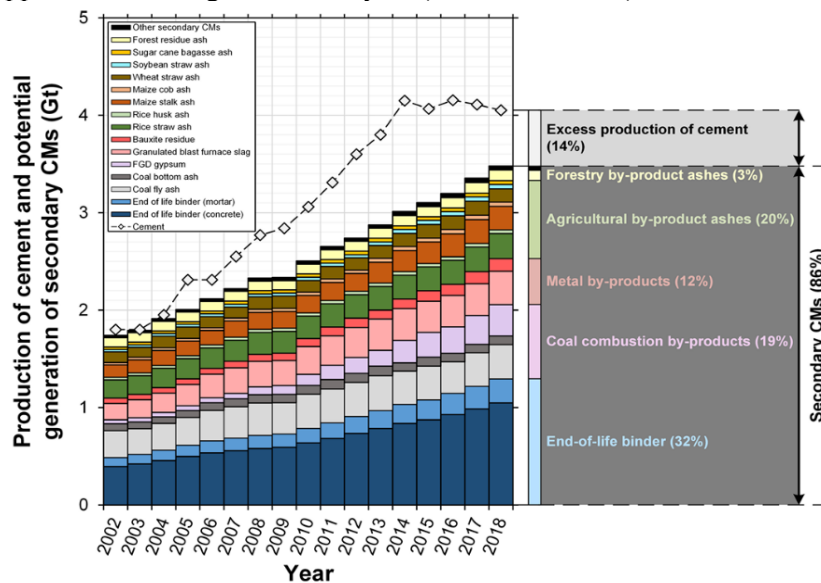 Production of cement and potential
generation of secondary CMs (Gt)
5
4
3
2
1
0
Other secondary CMs
Forest residue ash
Sugar cane bagasse ash
Soybean straw ash
Wheat straw ash
Maize cob ash
Maize stalk ash
Rice husk ash
Rice straw ash
Bauxite residue
Granulated blast furnace slag
FGD gypsum
Coal bottom ash
Coal fly ash
End of life binder (mortar)
End of life binder (concrete)
Cement
2002
2003
2004
2005
2006
2007
2008
2009
2010
2011
2012
2013
2014
2015
2016
2017
2018
Year
Excess production of cement
(14%)
Forestry by-product ashes (3%)
Agricultural by-product ashes (20%)
Metal by-products (12%)
Coal combustion by-products (19%)
End-of-life binder (32%)
Secondary CMs (86%)